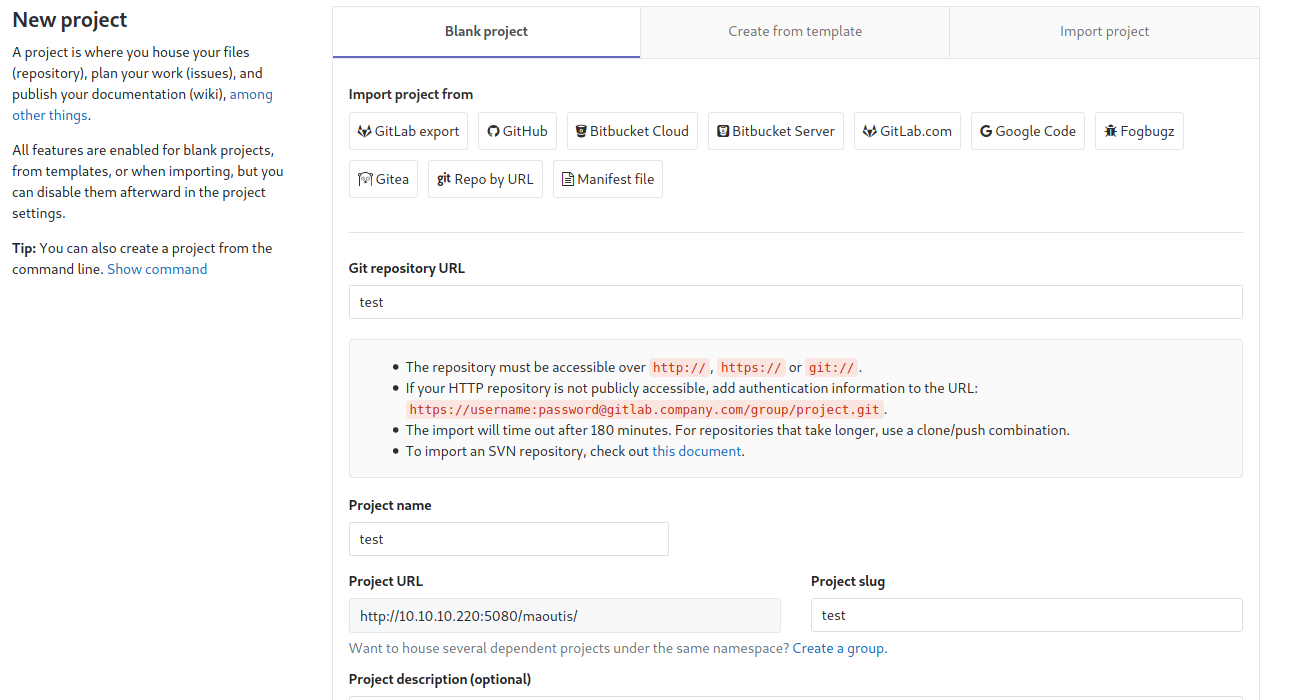 New project
A project is where you house your files
(repository), plan your work (issues), and
publish your documentation (wiki), among
other things.
All features are enabled for blank projects,
from templates, or when importing, but you
can disable them afterward in the project
settings.
Tip: You can also create a project from the
command line. Show command
Blank project
Create from template
Import project
Import project from
GitLab export
GitHub
Bitbucket Cloud
Bitbucket Server
GitLab.com
Google Code
Fogbugz
Gitea
git Repo by URL
Manifest file
Git repository URL
test
• The repository must be accessible over http://, https:// or git://.
• If your HTTP repository is not publicly accessible, add authentication information to the URL:
https://username:password@gitlab.company.com/group/project.git.
• The import will time out after 180 minutes. For repositories that take longer, use a clone/push combination.
• To import an SVN repository, check out this document.
Project name
test
Project URL
Project slug
http://10.10.10.220:5080/maoutis/
test
Want to house several dependent projects under the same namespace? Create a group.
Project description (optional)